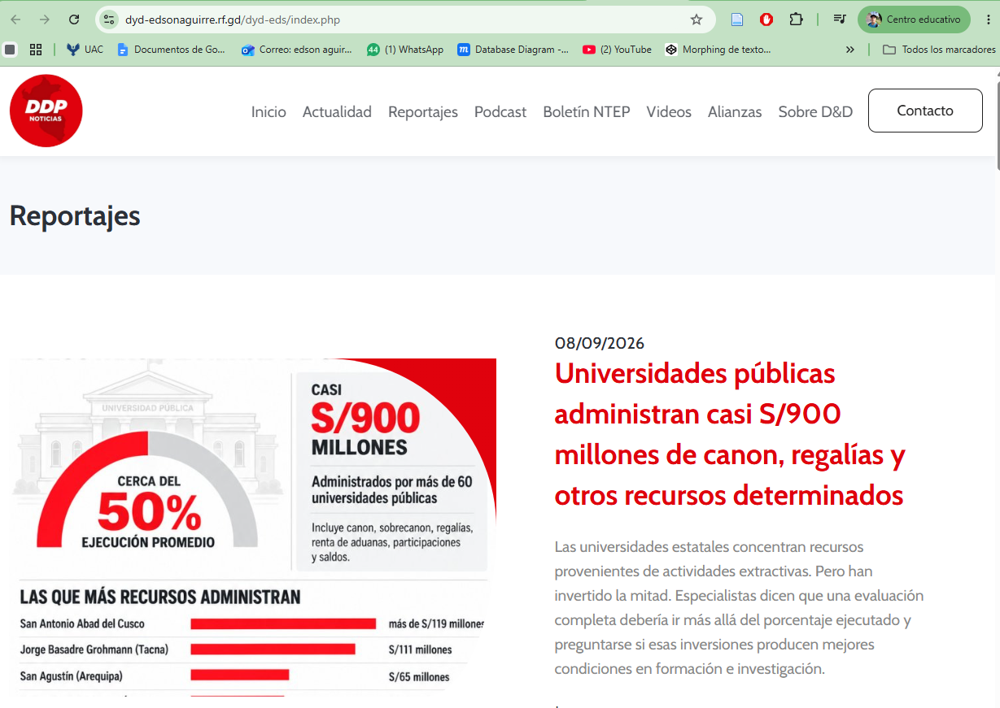 dyd-edsonaguirre.rf.gd/dyd-eds/index.php
Centro educativo
UAC
Documentos de Go...
Correo: edson aguir...
44
(1) WhatsApp
m
Database Diagram -...
(2) YouTube
Morphing de texto...
»
Todos los marcadores
DDP
NOTICIAS
Inicio
Actualidad
Reportajes
Podcast
Boletín NTEP
Videos
Alianzas
Sobre D&D
Contacto
Reportajes
UNIVERSIDAD PÚBLICA
CERCA DEL
50%
EJECUCIÓN PROMEDIO
CASI
S/900
MILLONES
Administrados por más de 60
universidades públicas
Incluye canon, sobrecanon, regalías,
renta de aduanas, participaciones
y saldos.
LAS QUE MÁS RECURSOS ADMINISTRAN
San Antonio Abad del Cusco
más de S/119 millones
Jorge Basadre Grohmann (Tacna)
S/111 millones
San Agustín (Arequipa)
S/65 millones
08/09/2026
Universidades públicas
administran casi S/900
millones de canon, regalías y
otros recursos determinados
Las universidades estatales concentran recursos
provenientes de actividades extractivas. Pero han
invertido la mitad. Especialistas dicen que una evaluación
completa debería ir más allá del porcentaje ejecutado y
preguntarse si esas inversiones producen mejores
condiciones en formación e investigación.